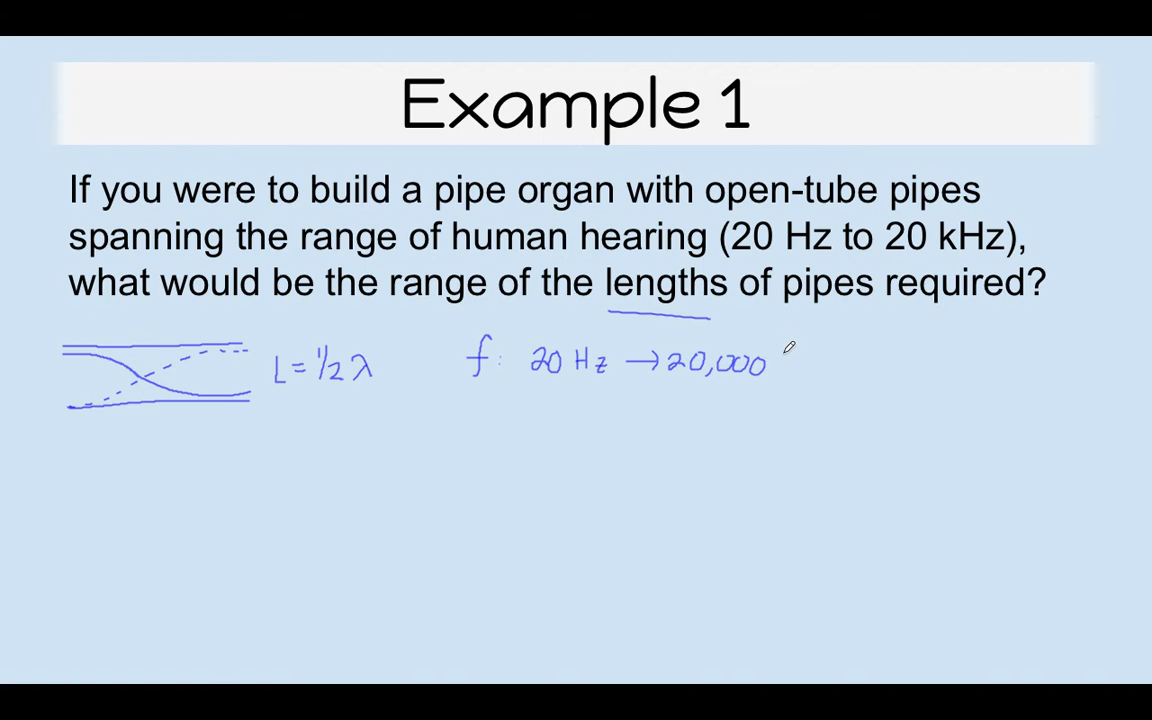 Example 1
If you were to build a pipe organ with open-tube pipes
spanning the range of human hearing (20 Hz to 20 kHz),
what would be the range of the lengths of pipes required?
L = 1/2 λ
f: 20 Hz → 20,000